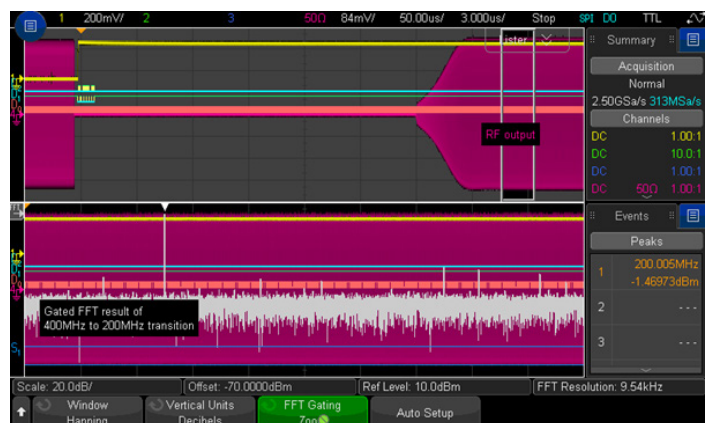 1 200mV/ 2 3 50Ω 84mV/ 50.00us/ 3.000us/ Stop SPI D0 TTL
Lister
Summary
Acquisition
Normal
2.50GSa/s 313MSa/s
Channels
DC 1.00:1
DC 10.0:1
DC 1.00:1
DC 50Ω 1.00:1
RF output
Events
Peaks
1 200.005MHz
-1.46973dBm
2 ---
3 ---
Gated FFT result of
400MHz to 200MHz transition
S1
Scale: 20.0dB/ Offset: -70.0000dBm Ref Level: 10.0dBm FFT Resolution: 9.54kHz
Window
Hanning
Vertical Units
Decibels
FFT Gating
Zoo
Auto Setup